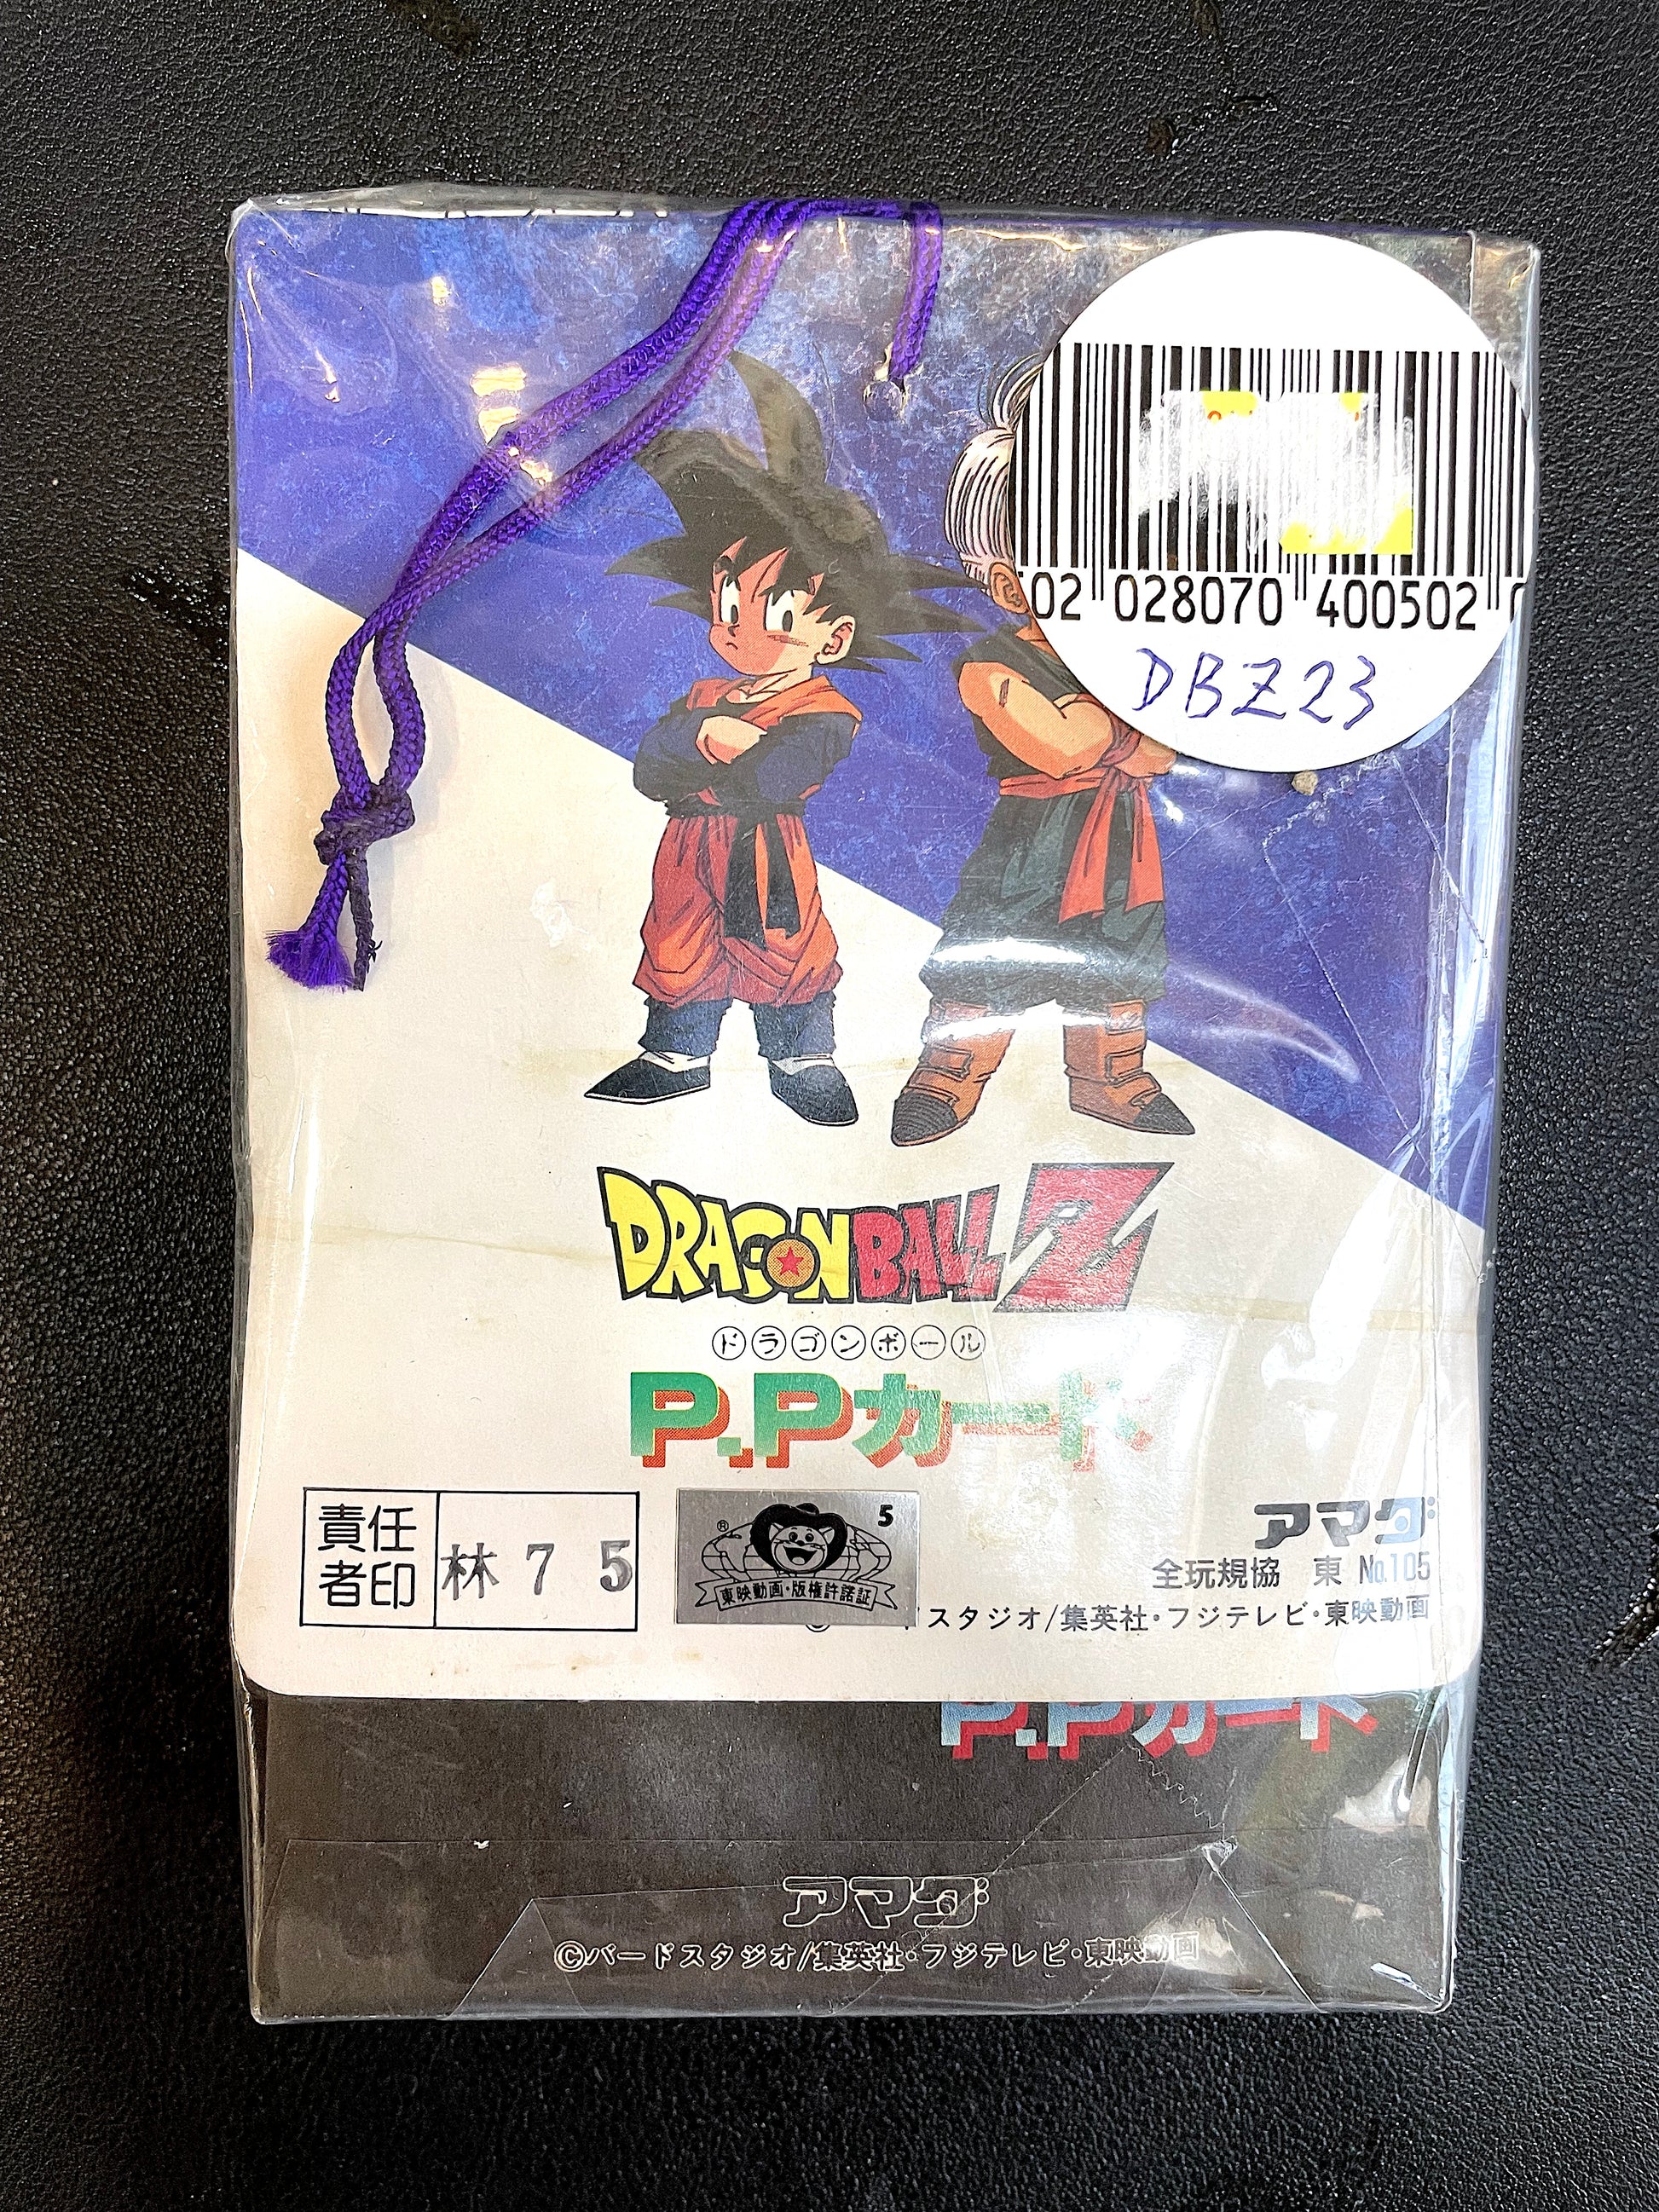 02 028070 400502
DBZ23
DRAGONBALL Z
ドラゴンボール
P.Pカード
責任者印
林 7 5
® 5
東映動画・版権許諾証
アマダ
全玩規協 東 No.105
スタジオ/集英社・フジテレビ・東映動画
P.Pカード
アマダ
©バードスタジオ/集英社・フジテレビ・東映動画